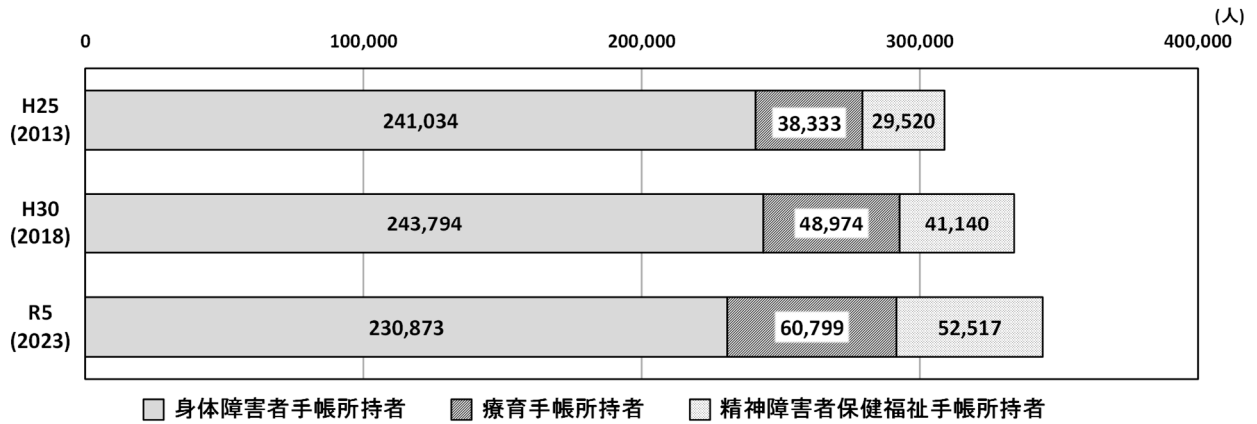 (人)
0 100,000 200,000 300,000 400,000
H25
(2013)
241,034 38,333 29,520
H30
(2018)
243,794 48,974 41,140
R5
(2023)
230,873 60,799 52,517
身体障害者手帳所持者 療育手帳所持者 精神障害者保健福祉手帳所持者